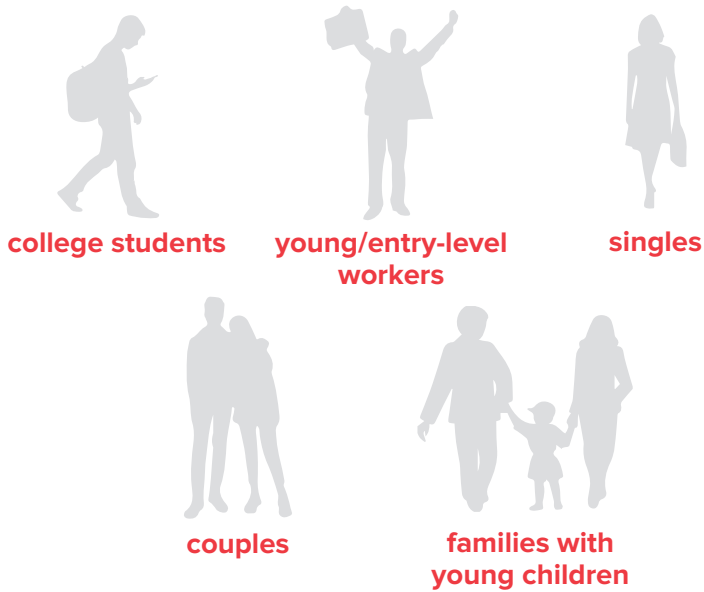 college students
young/entry-level
workers
singles
couples
families with
young children